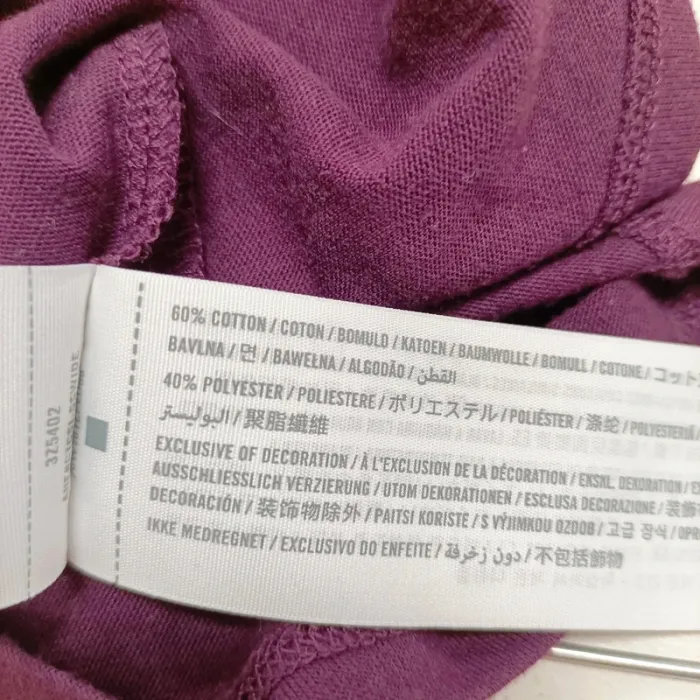 60% COTTON / COTON / BOMULD / KATOEN / BAUMWOLLE / BOMULL / COTONE / コット
BAVLNA / 면 / BAWEŁNA / ALGODÃO / القطن
40% POLYESTER / POLIESTERE / ポリエステル / POLIÉSTER / 涤纶 / POLYESTERIÄ /
البوليستر / 聚脂纖維
EXCLUSIVE OF DECORATION / À L'EXCLUSION DE LA DÉCORATION / EKSKL. DEKORATION /
AUSSCHLIESSLICH VERZIERUNG / UTOM DEKORATIONEN / ESCLUSA DECORAZIONE / 装飾
DECORACIÓN / 装饰物除外 / PAITSI KORISTE / S VÝJIMKOU OZDOB / 고급 장식 /
IKKE MEDREGNET / EXCLUSIVO DO ENFEITE / دون زخرفة / 不包括飾物
325402